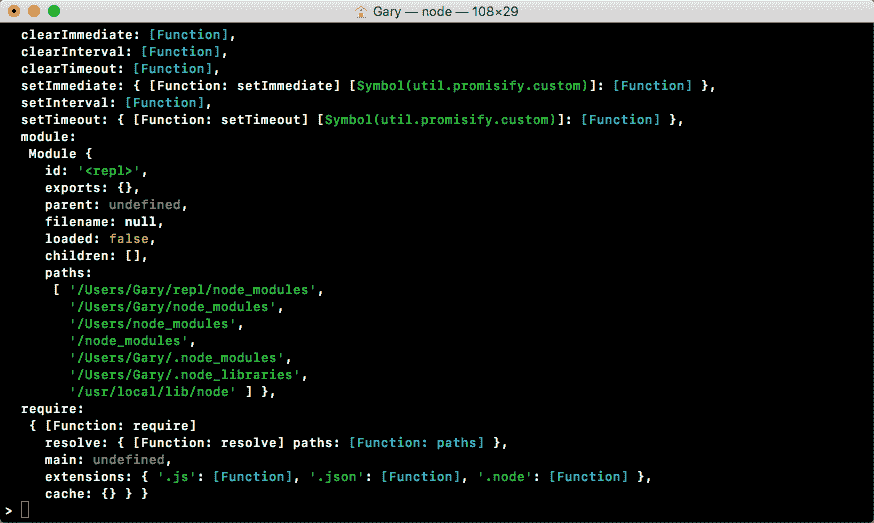 Gary — node — 108×29
clearImmediate: [Function],
clearInterval: [Function],
clearTimeout: [Function],
setImmediate: { [Function: setImmediate] [Symbol(util.promisify.custom)]: [Function] },
setInterval: [Function],
setTimeout: { [Function: setTimeout] [Symbol(util.promisify.custom)]: [Function] },
module:
Module {
id: '<repl>',
exports: {},
parent: undefined,
filename: null,
loaded: false,
children: [],
paths:
[ '/Users/Gary/repl/node_modules',
'/Users/Gary/node_modules',
'/Users/node_modules',
'/node_modules',
'/Users/Gary/.node_modules',
'/Users/Gary/.node_libraries',
'/usr/local/lib/node' ] },
require:
{ [Function: require]
resolve: { [Function: resolve] paths: [Function: paths] },
main: undefined,
extensions: { '.js': [Function], '.json': [Function], '.node': [Function] },
cache: {} } }
>